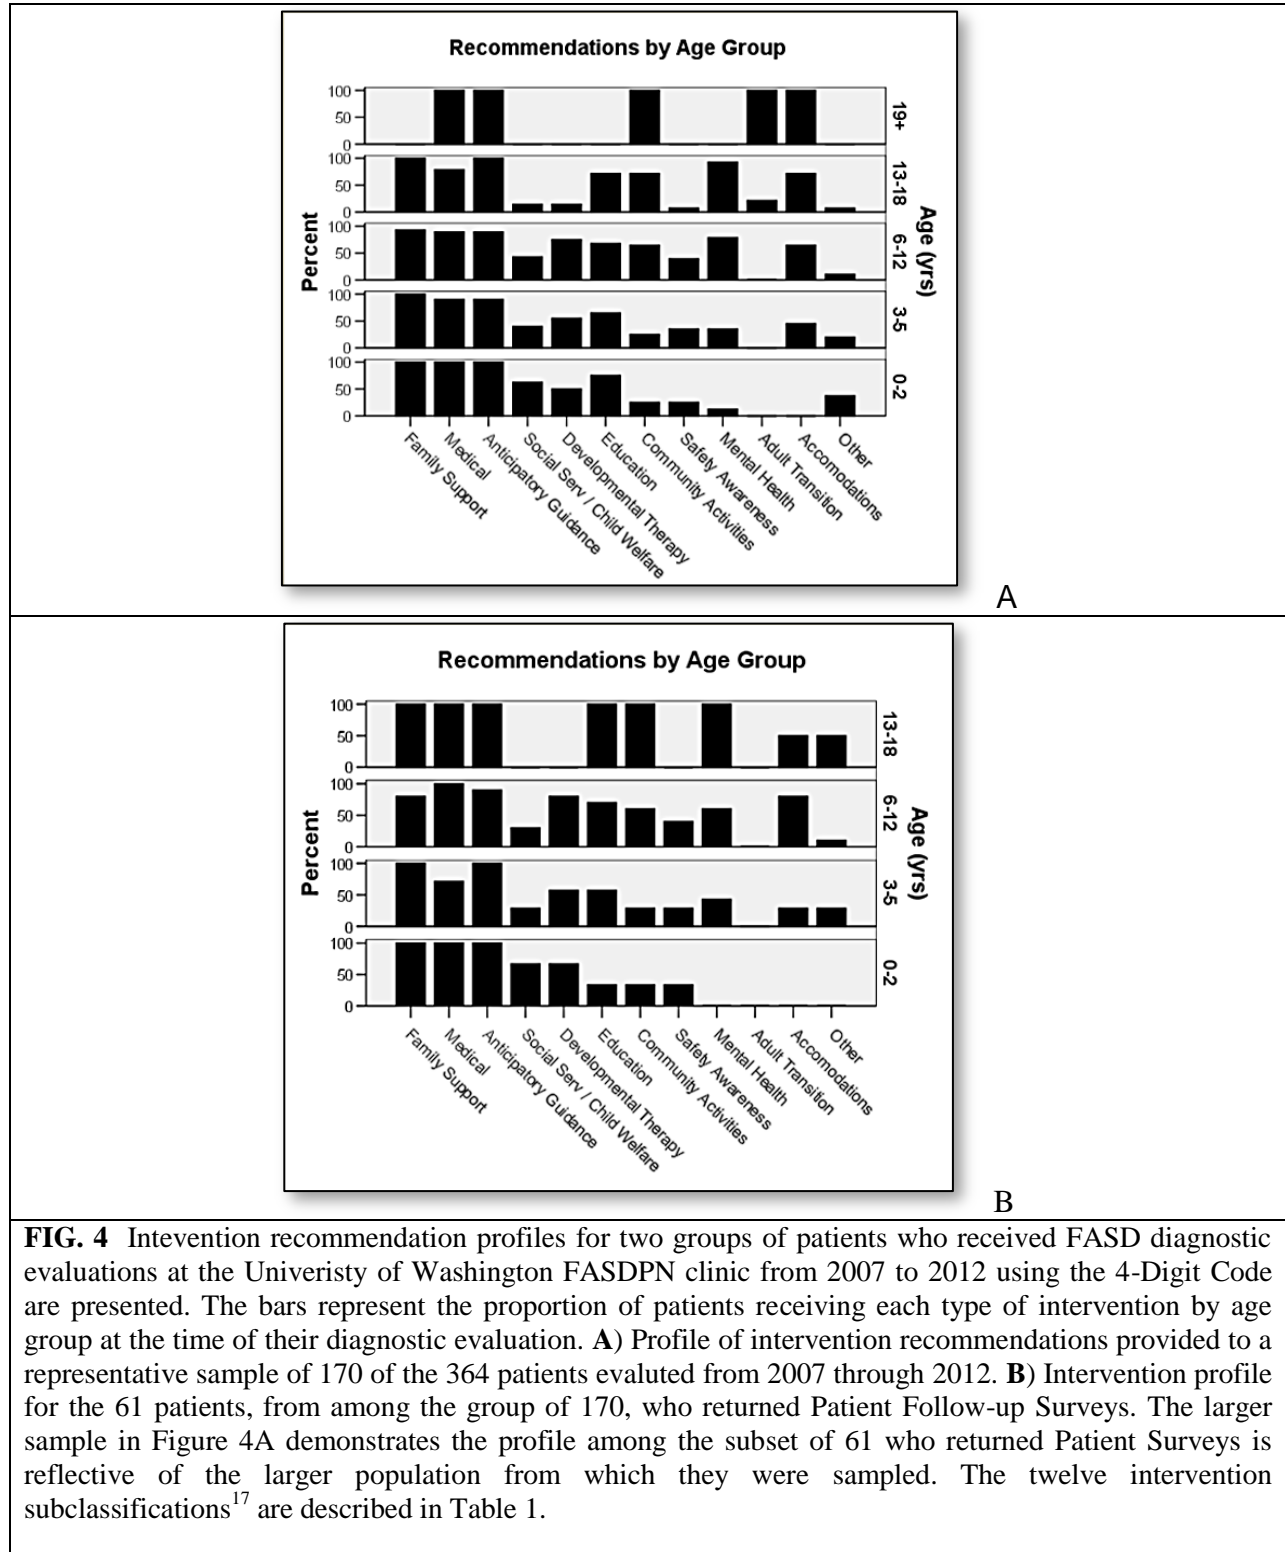 Recommendations by Age Group
100
50
0
19+
100
50
0
13-18
100
50
0
6-12
100
50
0
3-5
100
50
0
0-2
Percent
Age (yrs)
Family Support
Medical
Anticipatory Guidance
Social Serv / Child Welfare
Developmental Therapy
Education
Community Activities
Safety Awareness
Mental Health
Adult Transition
Accomodations
Other
A
Recommendations by Age Group
100
50
0
13-18
100
50
0
6-12
100
50
0
3-5
100
50
0
0-2
Percent
Age (yrs)
Family Support
Medical
Anticipatory Guidance
Social Serv / Child Welfare
Developmental Therapy
Education
Community Activities
Safety Awareness
Mental Health
Adult Transition
Accomodations
Other
B
FIG. 4 Intevention recommendation profiles for two groups of patients who received FASD diagnostic
evaluations at the Univeristy of Washington FASDPN clinic from 2007 to 2012 using the 4-Digit Code
are presented. The bars represent the proportion of patients receiving each type of intervention by age
group at the time of their diagnostic evaluation. A) Profile of intervention recommendations provided to a
representative sample of 170 of the 364 patients evaluted from 2007 through 2012. B) Intervention profile
for the 61 patients, from among the group of 170, who returned Patient Follow-up Surveys. The larger
sample in Figure 4A demonstrates the profile among the subset of 61 who returned Patient Surveys is
reflective of the larger population from which they were sampled. The twelve intervention
subclassifications17 are described in Table 1.